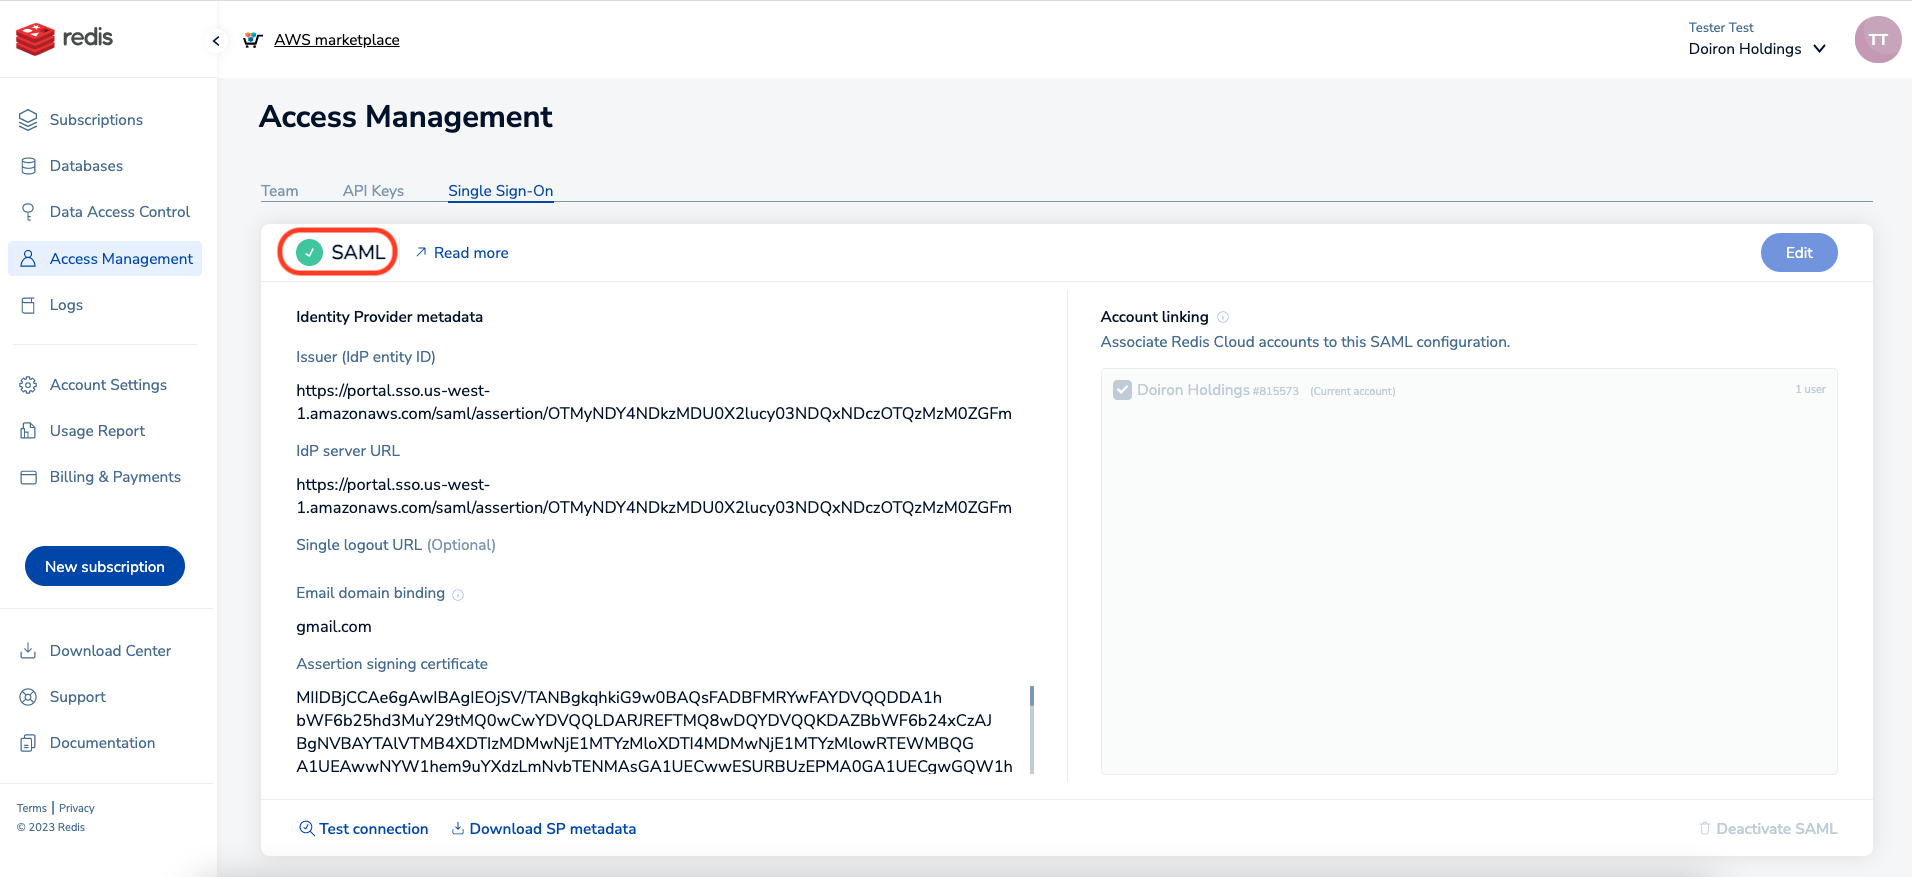 redis
AWS marketplace
Tester Test
Doiron Holdings
TT
Subscriptions
Databases
Data Access Control
Access Management
Logs
Account Settings
Usage Report
Billing & Payments
New subscription
Download Center
Support
Documentation
Terms | Privacy
© 2023 Redis
Access Management
Team API Keys Single Sign-On
SAML Read more
Edit
Identity Provider metadata
Issuer (IdP entity ID)
https://portal.sso.us-west-
1.amazonaws.com/saml/assertion/OTMyNDY4NDkzMDU0X2lucy03NDQxNDczOTQzMzM0ZGFm
IdP server URL
https://portal.sso.us-west-
1.amazonaws.com/saml/assertion/OTMyNDY4NDkzMDU0X2lucy03NDQxNDczOTQzMzM0ZGFm
Single logout URL (Optional)
Email domain binding
gmail.com
Assertion signing certificate
MIIDBjCCAe6gAwIBAgIEOjSV/TANBgkqhkiG9w0BAQsFADBFMRYwFAYDVQQDDA1h
bWF6b25hd3MuY29tMQ0wCwYDVQQLDARJREFTMQ8wDQYDVQQKDAZBbWF6b24xCzAJ
BgNVBAYTAlVTMB4XDTIzMDMwNjE1MTYzMloXDTI4MDMwNjE1MTYzMlowRTEWMBQG
A1UEAwwNYW1hem9uYXdzLmNvbTENMAsGA1UECwwESURBUzEPMA0GA1UECgwGQW1h
Account linking
Associate Redis Cloud accounts to this SAML configuration.
Doiron Holdings #815573 (Current account) 1 user
Test connection Download SP metadata
Deactivate SAML